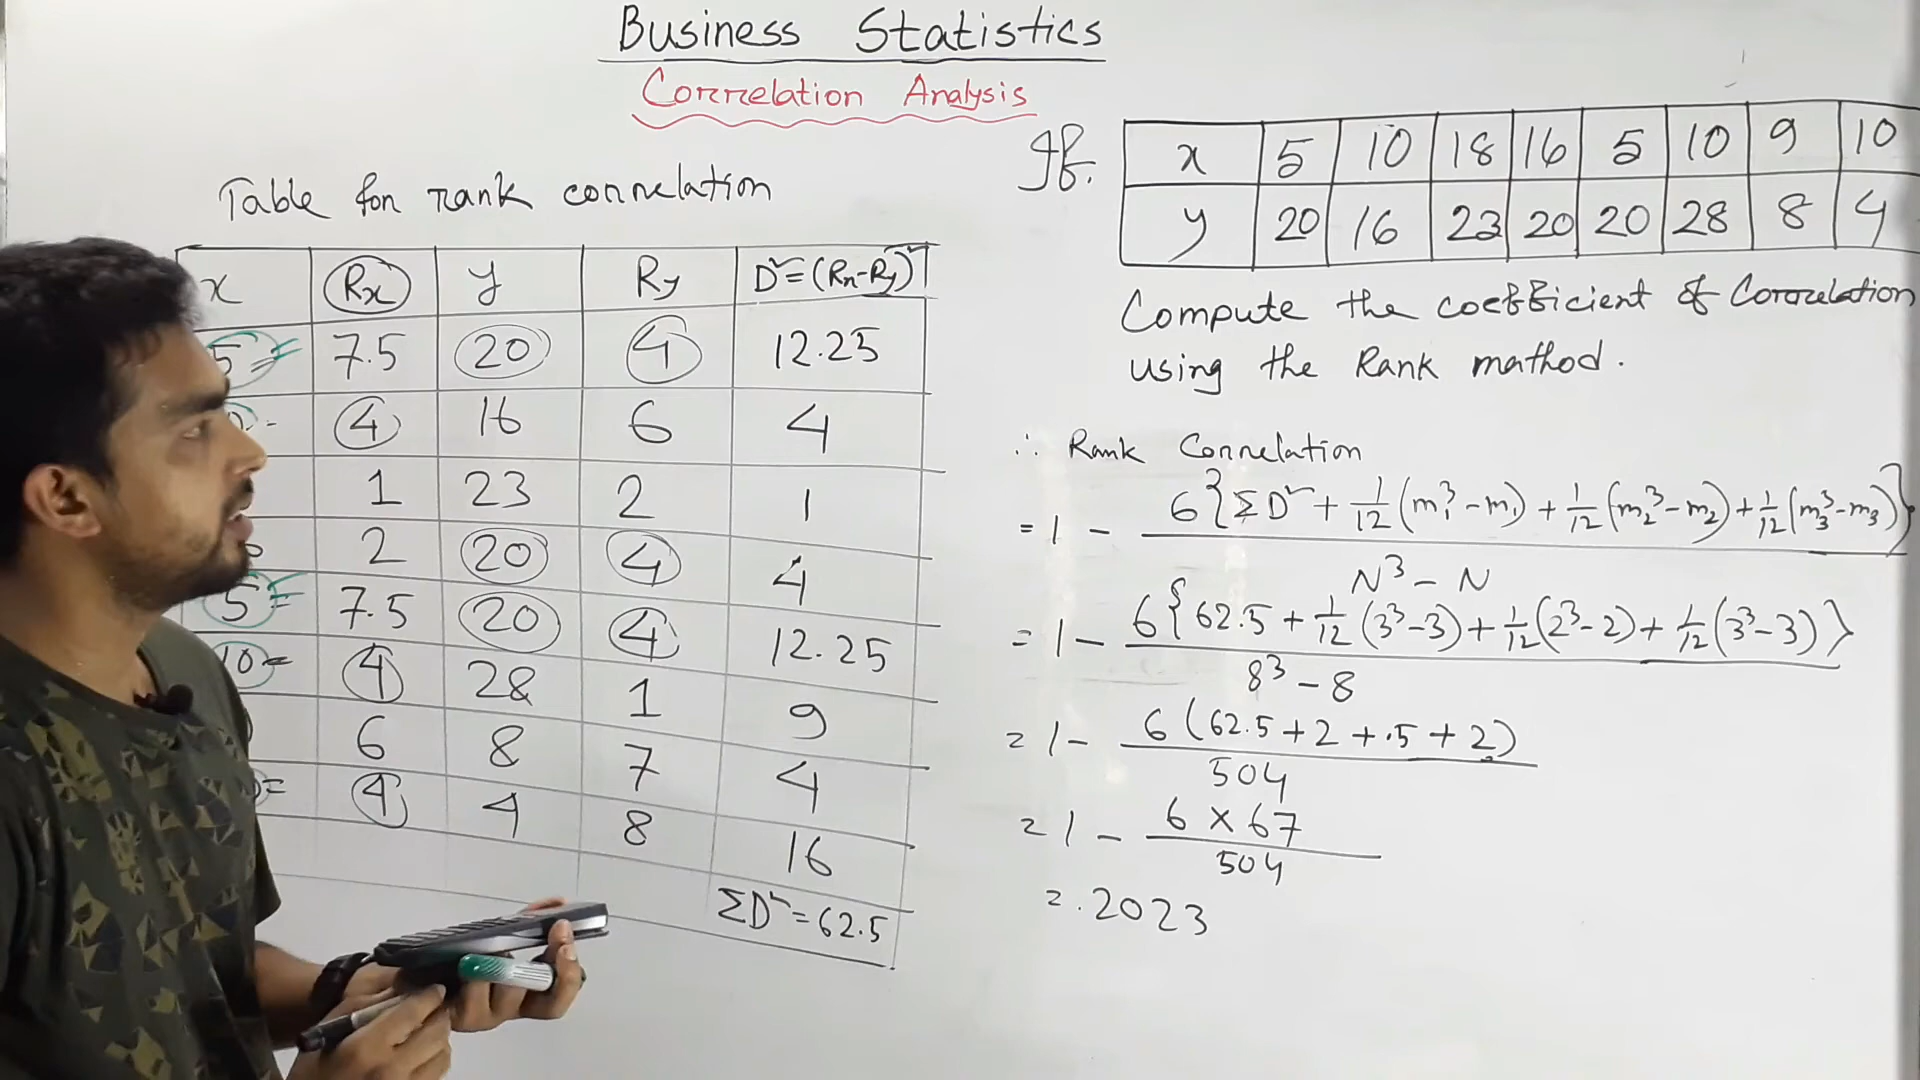 Business Statistics
Correlation Analysis
Table for rank correlation
x Rx y Ry D²=(Rx-Ry)²
5 7.5 20 4 12.25
4 16 6 4
1 23 2 1
2 20 4 4
5 7.5 20 4 12.25
10 4 28 1 9
6 8 7 4
4 4 8 16
ΣD²=62.5
If.
x 5 10 18 16 5 10 9 10
y 20 16 23 20 20 28 8 4
Compute the coefficient of Correlation
using the Rank mathod.
∴ Rank Correlation
= 1 - 6{ΣD² + 1/12 (m₁³ - m₁) + 1/12 (m₂³ - m₂) + 1/12 (m₃³ - m₃)} / N³ - N
= 1 - 6{62.5 + 1/12 (3³-3) + 1/12 (2³-2) + 1/12 (3³-3)} / 8³ - 8
= 1 - 6 (62.5 + 2 + .5 + 2) / 504
= 1 - 6 × 67 / 504
= .2023